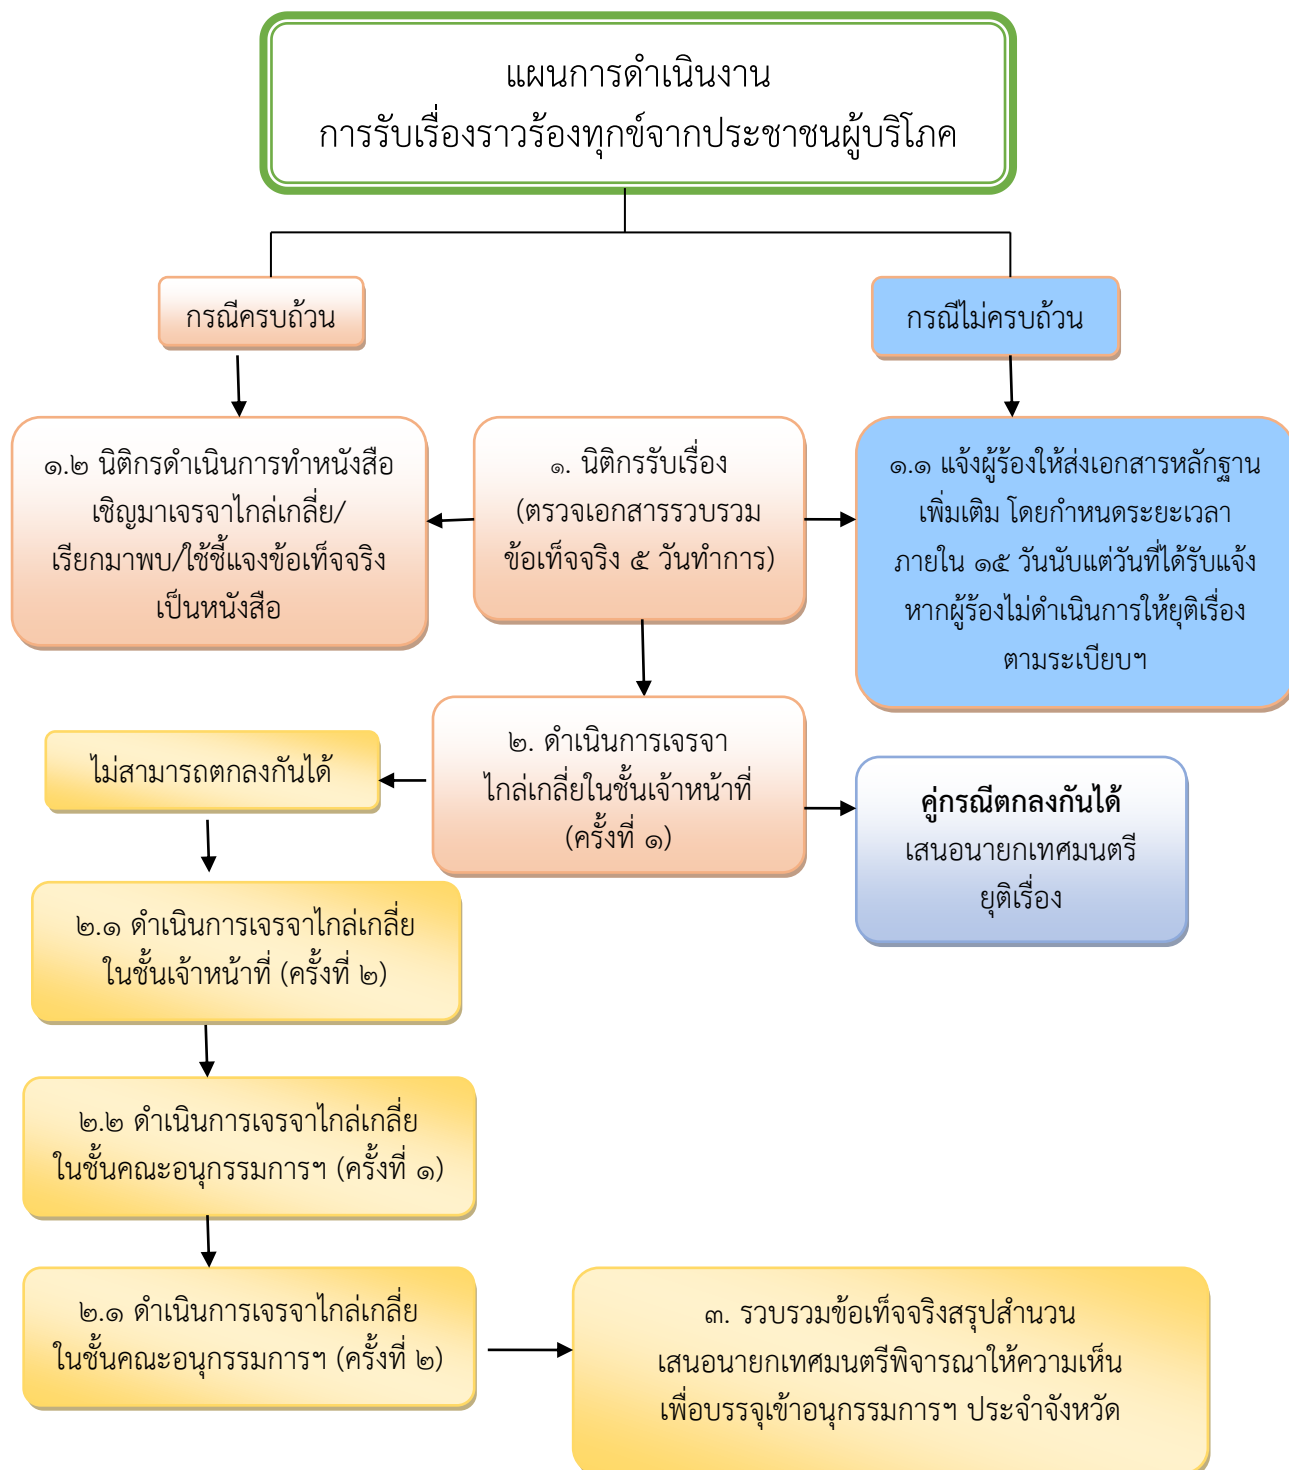 แผนการดำเนินงาน
การรับเรื่องราวร้องทุกข์จากประชาชนผู้บริโภค
กรณีครบถ้วน
กรณีไม่ครบถ้วน
๑.๒ นิติกรดำเนินการทำหนังสือ
เชิญมาเจรจาไกล่เกลี่ย/
เรียกมาพบ/ใช้ชี้แจงข้อเท็จจริง
เป็นหนังสือ
๑. นิติกรรับเรื่อง
(ตรวจเอกสารรวบรวม
ข้อเท็จจริง ๕ วันทำการ)
๑.๑ แจ้งผู้ร้องให้ส่งเอกสารหลักฐาน
เพิ่มเติม โดยกำหนดระยะเวลา
ภายใน ๑๕ วันนับแต่วันที่ได้รับแจ้ง
หากผู้ร้องไม่ดำเนินการให้ยุติเรื่อง
ตามระเบียบฯ
ไม่สามารถตกลงกันได้
๒. ดำเนินการเจรจา
ไกล่เกลี่ยในชั้นเจ้าหน้าที่
(ครั้งที่ ๑)
คู่กรณีตกลงกันได้
เสนอนายกเทศมนตรี
ยุติเรื่อง
๒.๑ ดำเนินการเจรจาไกล่เกลี่ย
ในชั้นเจ้าหน้าที่ (ครั้งที่ ๒)
๒.๒ ดำเนินการเจรจาไกล่เกลี่ย
ในชั้นคณะอนุกรรมการฯ (ครั้งที่ ๑)
๒.๑ ดำเนินการเจรจาไกล่เกลี่ย
ในชั้นคณะอนุกรรมการฯ (ครั้งที่ ๒)
๓. รวบรวมข้อเท็จจริงสรุปสำนวน
เสนอนายกเทศมนตรีพิจารณาให้ความเห็น
เพื่อบรรจุเข้าอนุกรรมการฯ ประจำจังหวัด